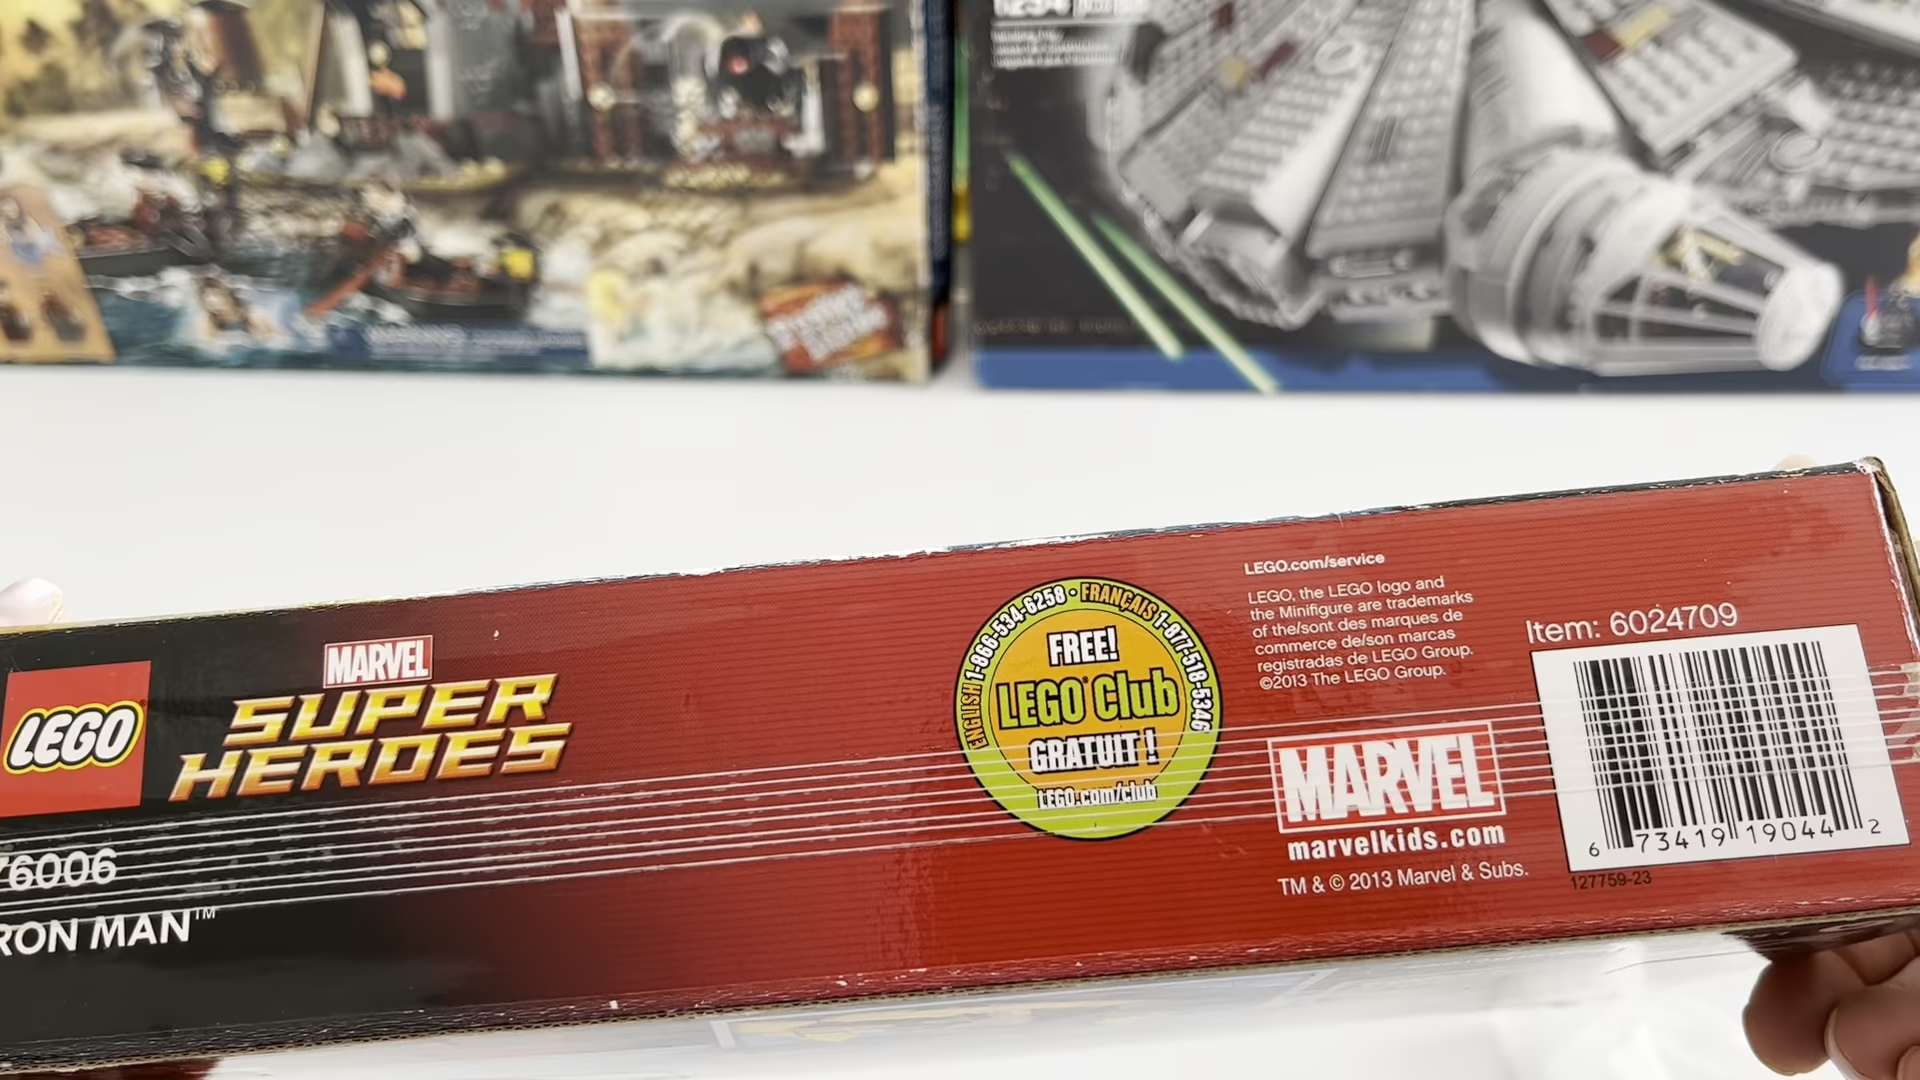 WARNING
MARVEL
SUPER
HEROES
LEGO
76006
RON MAN™
ENGLISH 1-866-534-6258 • FRANÇAIS 1-877-518-5346
FREE!
LEGO® Club
GRATUIT !
LEGO.com/club
LEGO.com/service
LEGO, the LEGO logo and
the Minifigure are trademarks
of the/sont des marques de
commerce de/son marcas
registradas de LEGO Group.
©2013 The LEGO Group.
MARVEL
marvelkids.com
TM & © 2013 Marvel & Subs.
Item: 6024709
6 73419 19044 2
127759-23